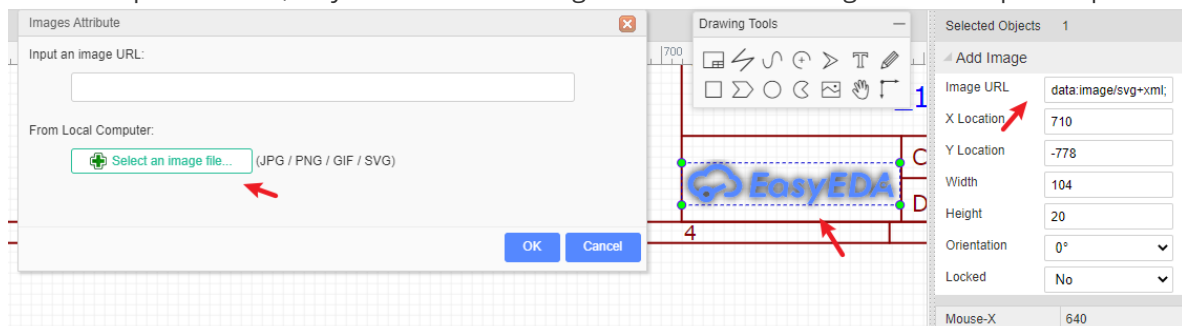 Images Attribute
Input an image URL:
From Local Computer:
Select an image file...
(JPG / PNG / GIF / SVG)
OK
Cancel
700
Drawing Tools
T
1
EasyEDA
C
D
4
Selected Objects 1
Add Image
Image URL data:image/svg+xml;
X Location 710
Y Location -778
Width 104
Height 20
Orientation 0°
Locked No
Mouse-X 640